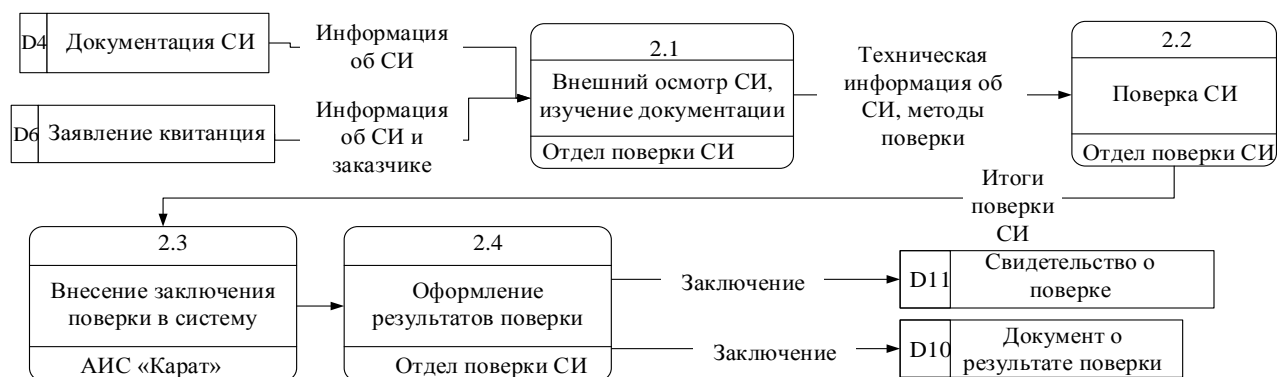 D4
Документация СИ
Информация
об СИ
D6
Заявление квитанция
Информация
об СИ и
заказчике
2.1
Внешний осмотр СИ,
изучение документации
Отдел поверки СИ
Техническая
информация об
СИ, методы
поверки
2.2
Поверка СИ
Отдел поверки СИ
Итоги
поверки
СИ
2.3
Внесение заключения
поверки в систему
АИС «Карат»
2.4
Оформление
результатов поверки
Отдел поверки СИ
Заключение
D11
Свидетельство о
поверке
Заключение
D10
Документ о
результате поверки